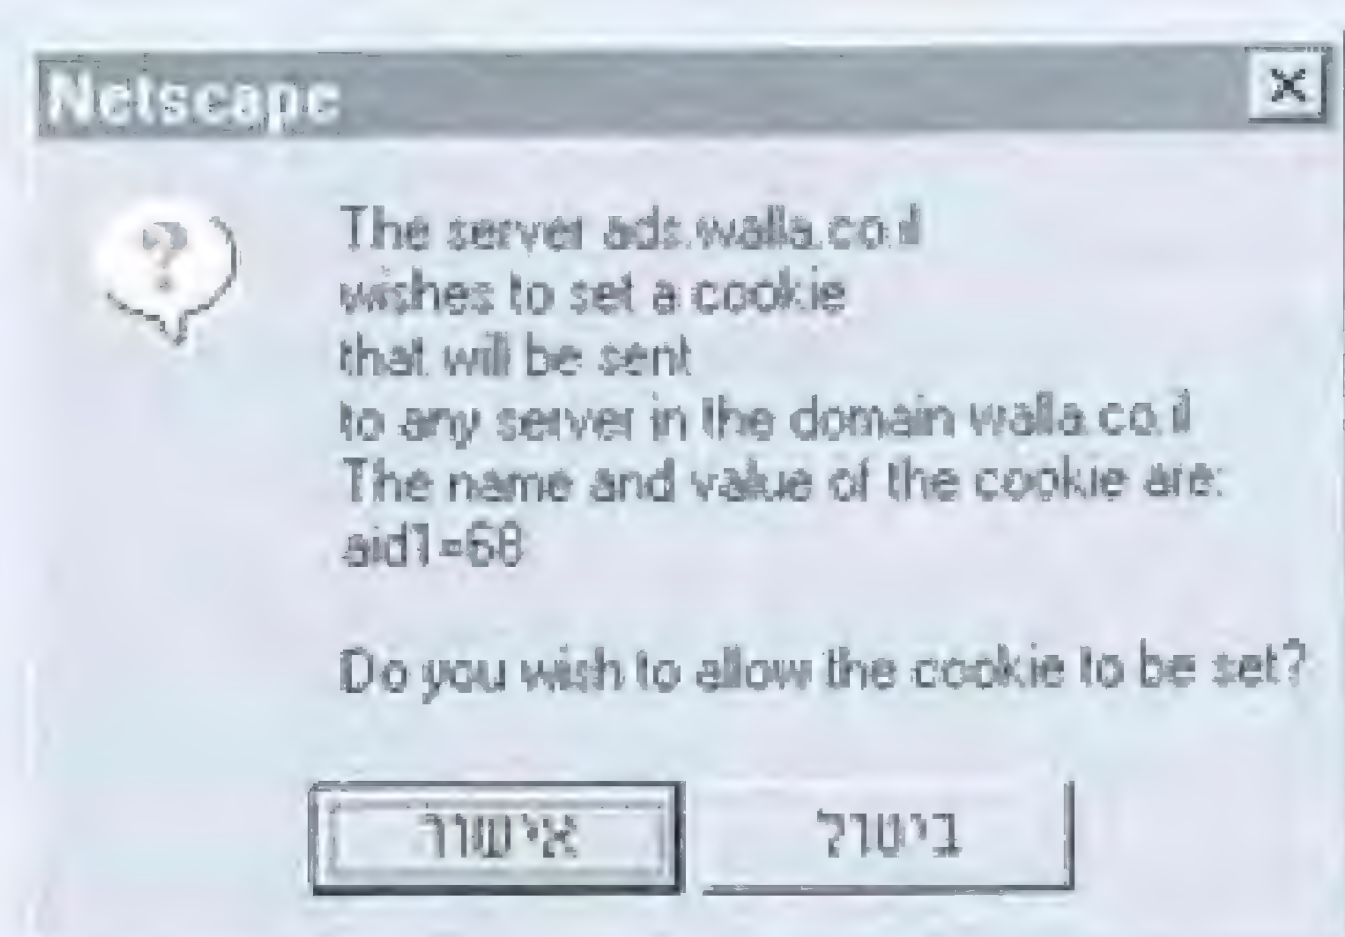 Netscape
The server ads.walla.co.il
wishes to set a cookie
that will be sent
to any server in the domain walla.co.il
The name and value of the cookie are:
aid1=68
Do you wish to allow the cookie to be set?
אישור ביטול